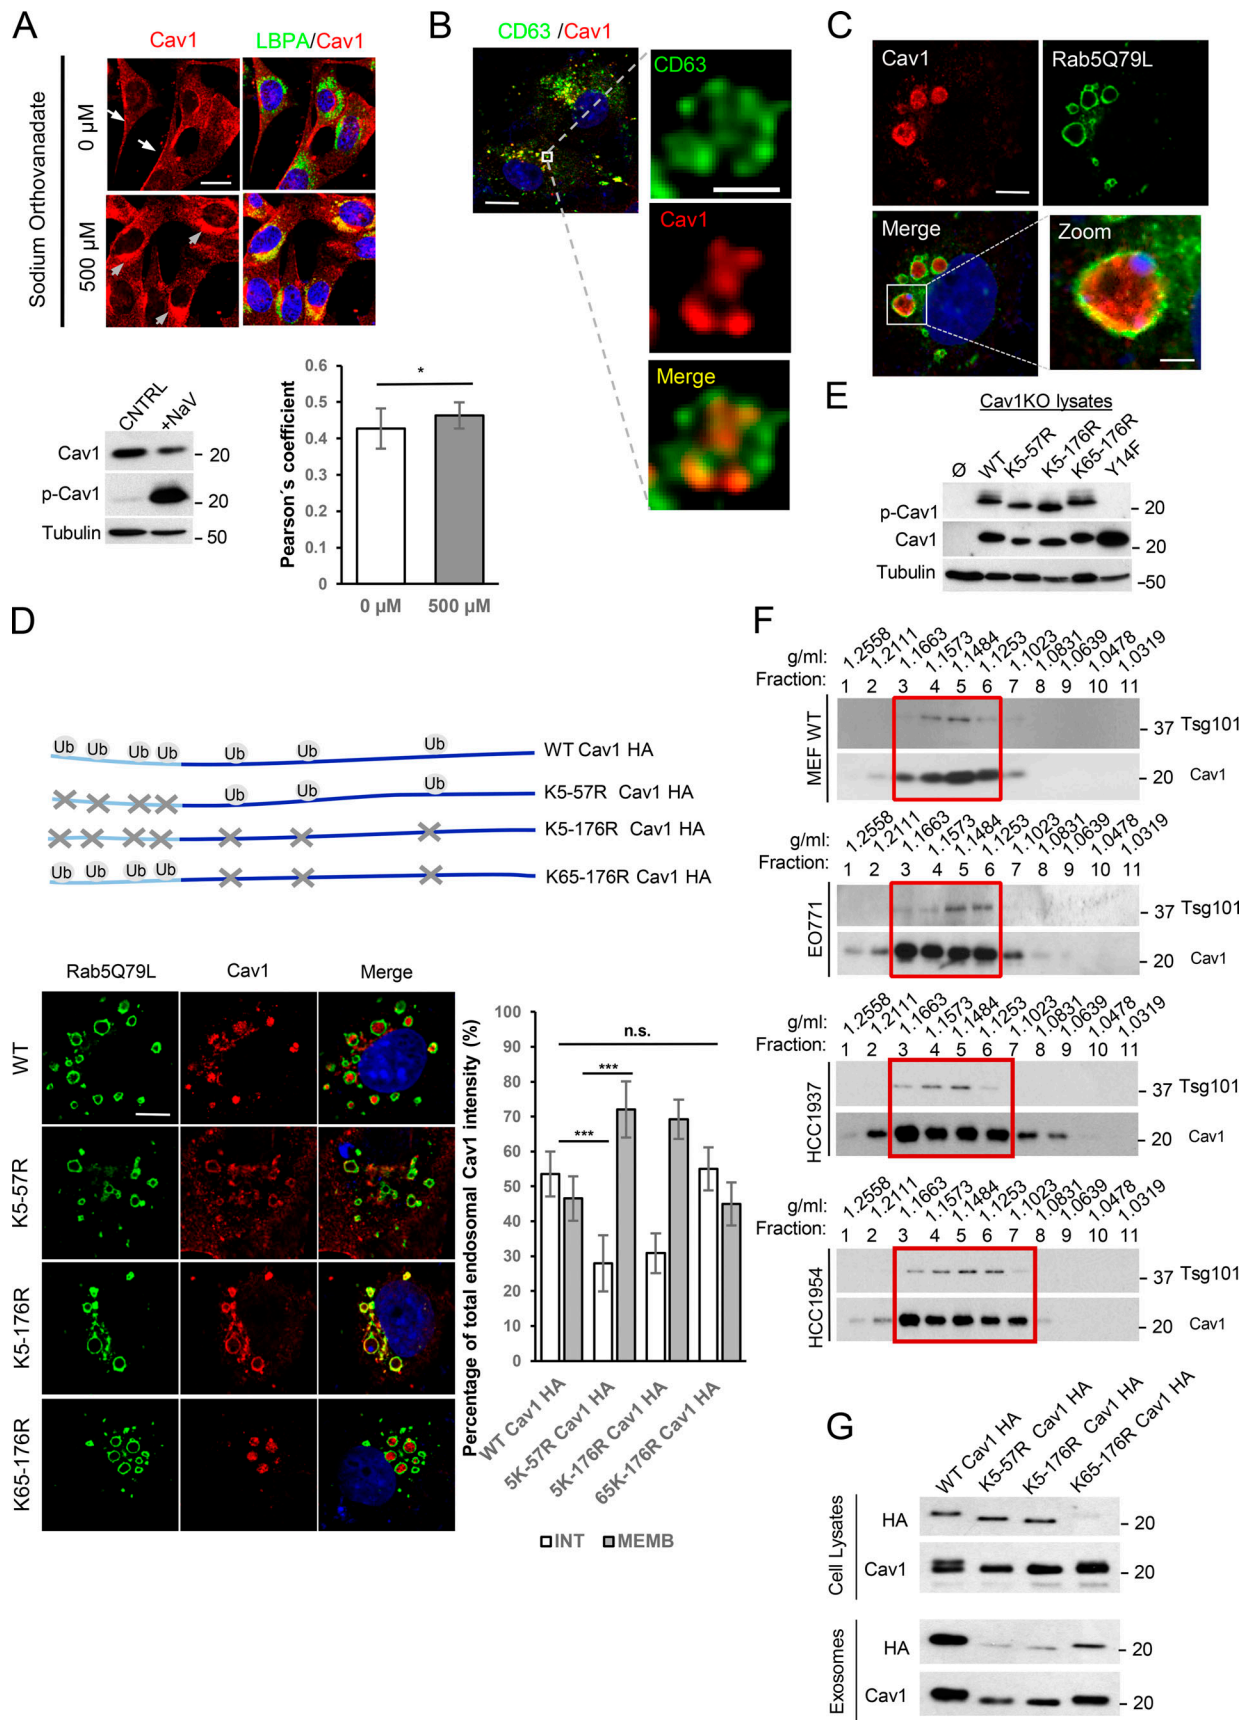 A
Cav1
LBPA/Cav1
Sodium Orthovanadate
0 µM
500 µM
CNTRL
+NaV
Cav1
- 20
p-Cav1
- 20
Tubulin
- 50
Pearson´s coefficient
0.6
0.5
0.4
0.3
0.2
0.1
0
*
0 µM
500 µM
B
CD63 /Cav1
CD63
Cav1
Merge
C
Cav1
Rab5Q79L
Merge
Zoom
E
Cav1KO lysates
Ø
WT
K5-57R
K5-176R
K65-176R
Y14F
p-Cav1
- 20
Cav1
- 20
Tubulin
-50
D
Ub Ub Ub Ub Ub Ub Ub
WT Cav1 HA
Ub Ub Ub
K5-57R Cav1 HA
K5-176R Cav1 HA
Ub Ub Ub Ub
K65-176R Cav1 HA
Rab5Q79L
Cav1
Merge
WT
K5-57R
K5-176R
K65-176R
Percentage of total endosomal Cav1 intensity (%)
100
90
80
70
60
50
40
30
20
10
0
n.s.
***
***
WT Cav1 HA
5K-57R Cav1 HA
5K-176R Cav1 HA
65K-176R Cav1 HA
INT MEMB
F
g/ml: 1.2558 1.2111 1.1663 1.1573 1.1484 1.1253 1.1023 1.0831 1.0639 1.0478 1.0319
Fraction: 1 2 3 4 5 6 7 8 9 10 11
MEF WT
- 37 Tsg101
- 20 Cav1
g/ml: 1.2558 1.2111 1.1663 1.1573 1.1484 1.1253 1.1023 1.0831 1.0639 1.0478 1.0319
Fraction: 1 2 3 4 5 6 7 8 9 10 11
EO771
- 37 Tsg101
- 20 Cav1
g/ml: 1.2558 1.2111 1.1663 1.1573 1.1484 1.1253 1.1023 1.0831 1.0639 1.0478 1.0319
Fraction: 1 2 3 4 5 6 7 8 9 10 11
HCC1937
- 37 Tsg101
- 20 Cav1
g/ml: 1.2558 1.2111 1.1663 1.1573 1.1484 1.1253 1.1023 1.0831 1.0639 1.0478 1.0319
Fraction: 1 2 3 4 5 6 7 8 9 10 11
HCC1954
- 37 Tsg101
- 20 Cav1
G
WT Cav1 HA
K5-57R Cav1 HA
K5-176R Cav1 HA
K65-176R Cav1 HA
Cell Lysates
HA
- 20
Cav1
- 20
Exosomes
HA
- 20
Cav1
- 20